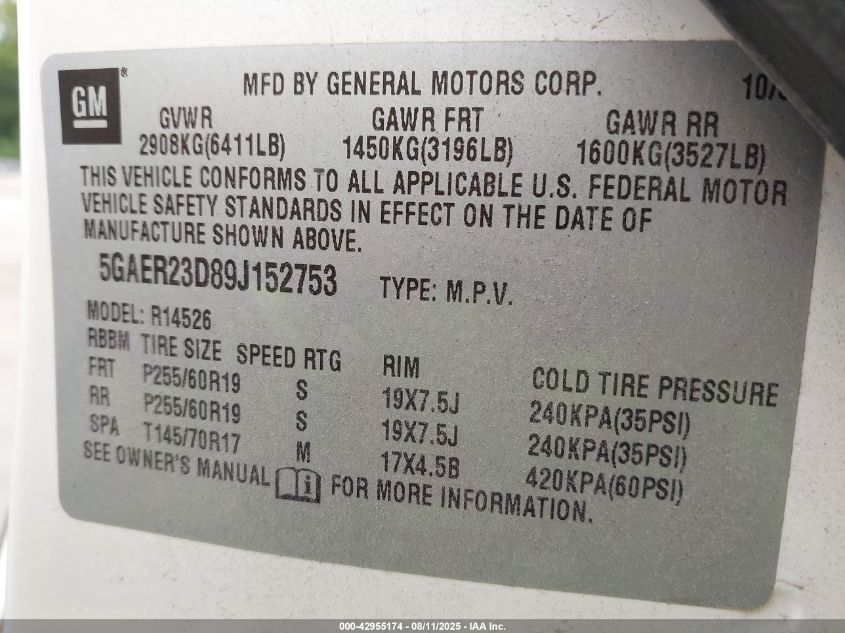 GM®
MFD BY GENERAL MOTORS CORP.
GVWR GAWR FRT GAWR RR
2908KG(6411LB) 1450KG(3196LB) 1600KG(3527LB)
THIS VEHICLE CONFORMS TO ALL APPLICABLE U.S. FEDERAL MOTOR
VEHICLE SAFETY STANDARDS IN EFFECT ON THE DATE OF
MANUFACTURE SHOWN ABOVE.
5GAER23D89J152753 TYPE: M.P.V.
MODEL: R14526
RBBM TIRE SIZE SPEED RTG RIM COLD TIRE PRESSURE
FRT P255/60R19 S 19X7.5J 240KPA(35PSI)
RR P255/60R19 S 19X7.5J 240KPA(35PSI)
SPA T145/70R17 M 17X4.5B 420KPA(60PSI)
SEE OWNER'S MANUAL FOR MORE INFORMATION.
000-42955174 - 08/11/2025 - IAA Inc.